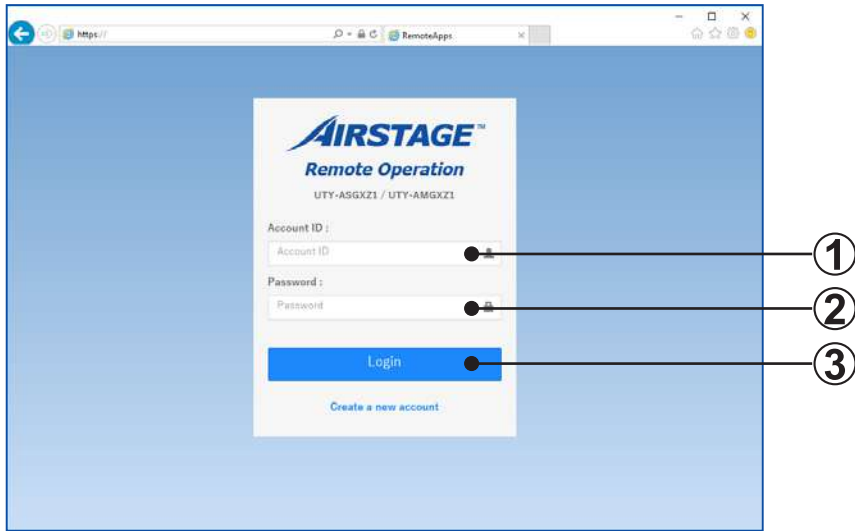 https://
RemoteApps
AIRSTAGE™
Remote Operation
UTY-ASGXZ1 / UTY-AMGXZ1
Account ID :
Account ID
①
Password :
Password
②
Login
③
Create a new account